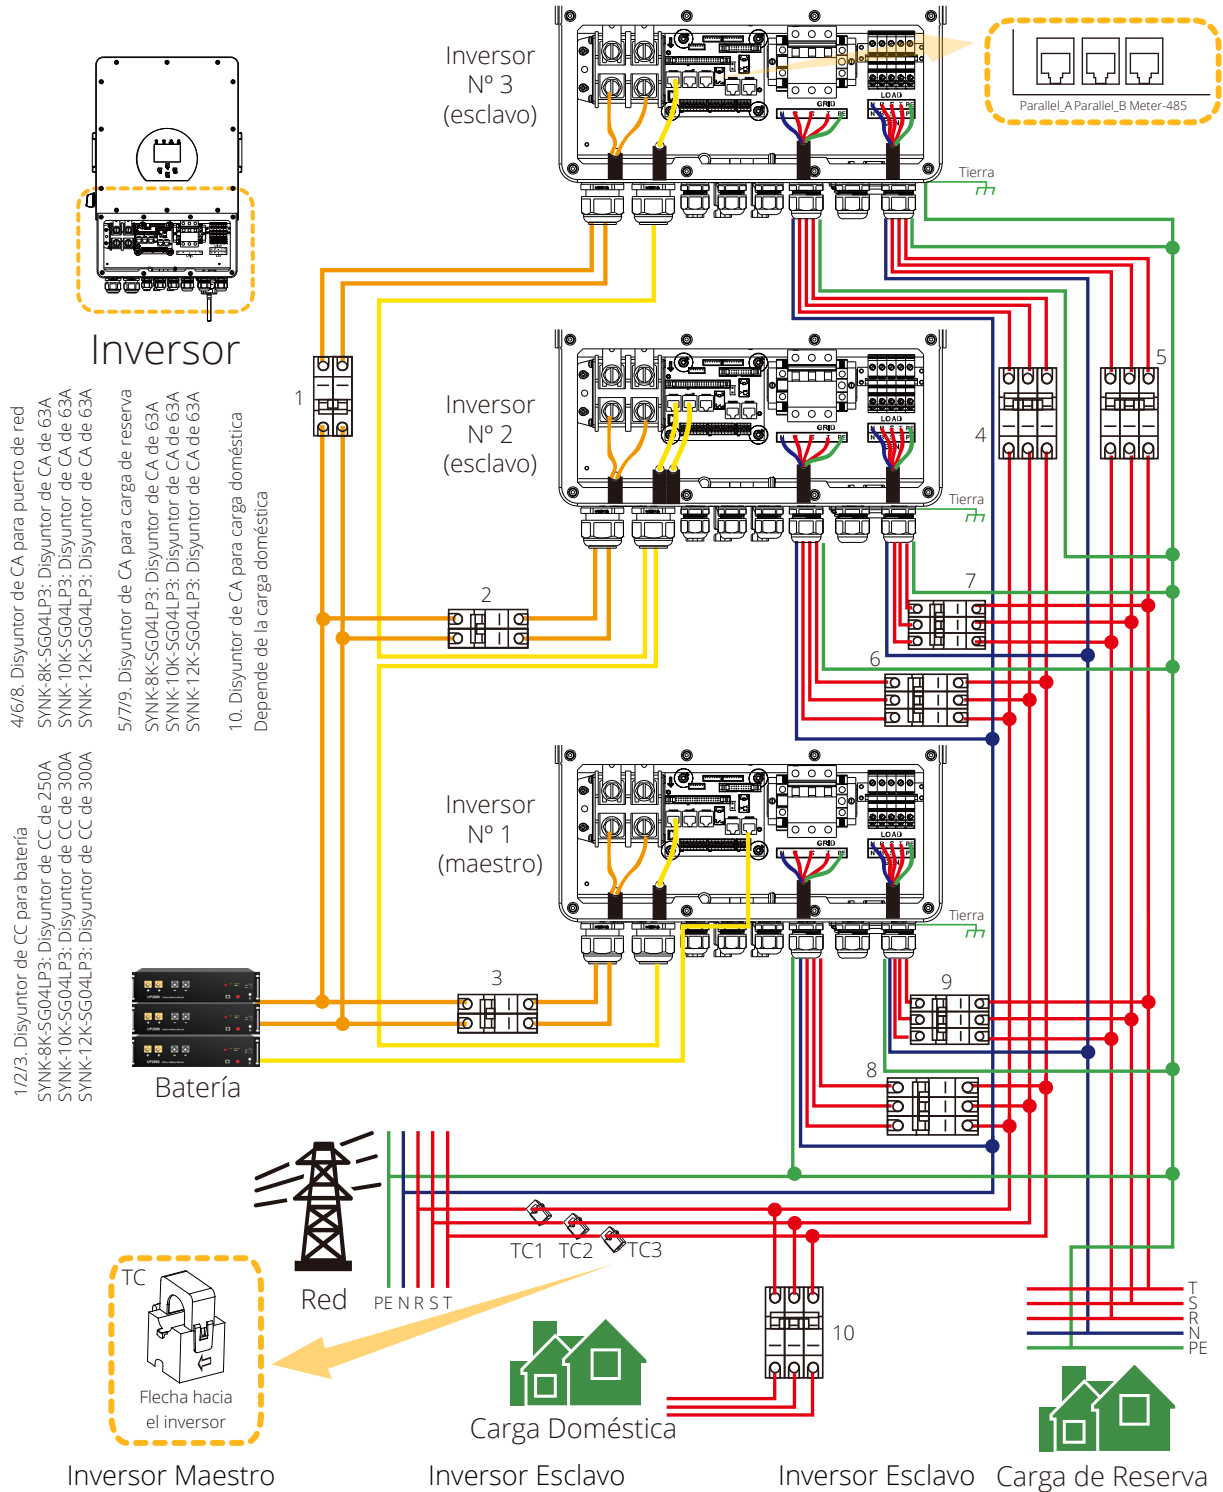 Inversor
Nº 3
(esclavo)
Parallel_A Parallel_B Meter-485
LOAD
GRID
Tierra
Inversor
1
Inversor
Nº 2
(esclavo)
LOAD
GRID
Tierra
4
5
2
7
6
4/6/8. Disyuntor de CA para puerto de red
SYNK-8K-SG04LP3: Disyuntor de CA de 63A
SYNK-10K-SG04LP3: Disyuntor de CA de 63A
SYNK-12K-SG04LP3: Disyuntor de CA de 63A
5/7/9. Disyuntor de CA para carga de reserva
SYNK-8K-SG04LP3: Disyuntor de CA de 63A
SYNK-10K-SG04LP3: Disyuntor de CA de 63A
SYNK-12K-SG04LP3: Disyuntor de CA de 63A
10. Disyuntor de CA para carga doméstica
Depende de la carga doméstica
1/2/3. Disyuntor de CC para batería
SYNK-8K-SG04LP3: Disyuntor de CC de 250A
SYNK-10K-SG04LP3: Disyuntor de CC de 300A
SYNK-12K-SG04LP3: Disyuntor de CC de 300A
Inversor
Nº 1
(maestro)
LOAD
GRID
Tierra
3
9
8
Batería
TC1
TC2
TC3
Red
PE N R S T
TC
Flecha hacia
el inversor
10
T
S
R
N
PE
Carga Doméstica
Inversor Maestro
Inversor Esclavo
Inversor Esclavo
Carga de Reserva